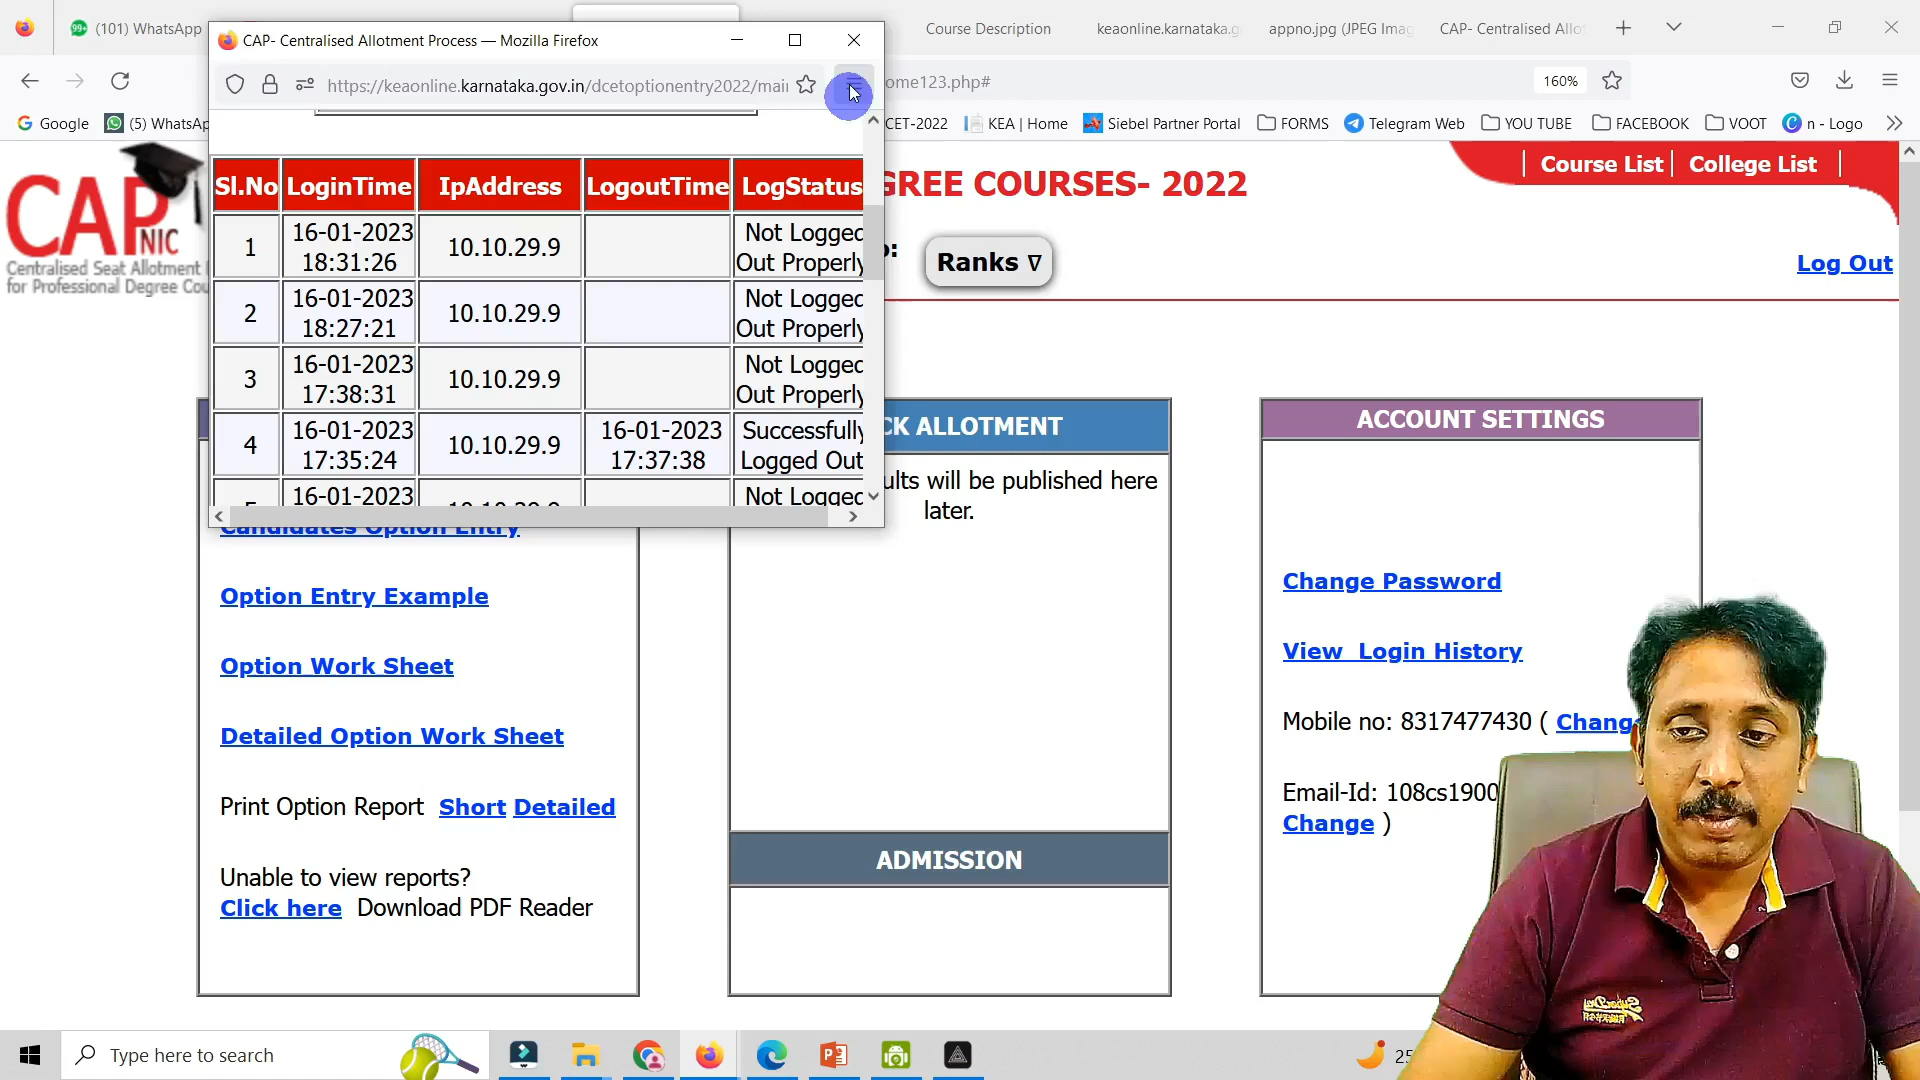 (101) WhatsApp
Course Description
keaonline.karnataka.g
appno.jpg (JPEG Imag
CAP- Centralised Allo
CAP- Centralised Allotment Process — Mozilla Firefox
https://keaonline.karnataka.gov.in/dcetoptionentry2022/mai
ome123.php#
160%
Google
(5) WhatsAp
CET-2022
KEA | Home
Siebel Partner Portal
FORMS
Telegram Web
YOU TUBE
FACEBOOK
VOOT
n - Logo
CAP
NIC
Centralised Seat Allotment
for Professional Degree Cou
GREE COURSES- 2022
Course List
College List
o:
Ranks ∇
Log Out
Sl.No LoginTime IpAddress LogoutTime LogStatus
1 16-01-2023 18:31:26 10.10.29.9 Not Logged Out Properly
2 16-01-2023 18:27:21 10.10.29.9 Not Logged Out Properly
3 16-01-2023 17:38:31 10.10.29.9 Not Logged Out Properly
4 16-01-2023 17:35:24 10.10.29.9 16-01-2023 17:37:38 Successfully Logged Out
16-01-2023 Not Logged
Candidates Option Entry
Option Entry Example
Option Work Sheet
Detailed Option Work Sheet
Print Option Report Short Detailed
Unable to view reports?
Click here Download PDF Reader
CK ALLOTMENT
ults will be published here
later.
ADMISSION
ACCOUNT SETTINGS
Change Password
View Login History
Mobile no: 8317477430 ( Chang
Email-Id: 108cs1900
Change )
Type here to search
25